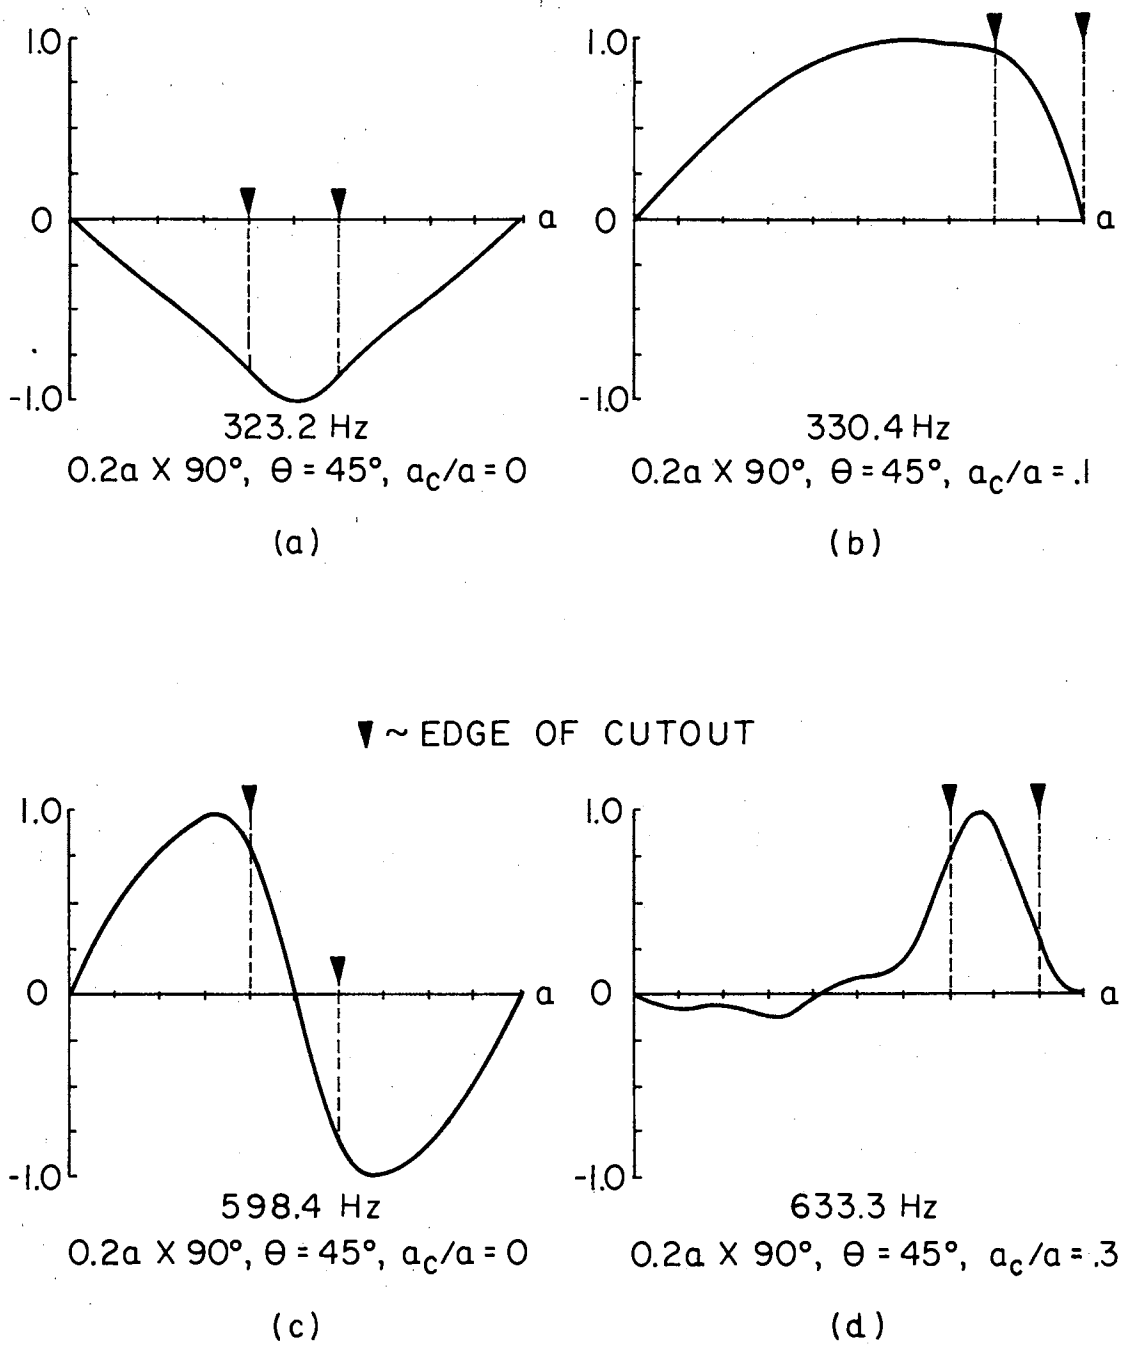 1.0
0
-1.0
a
323.2 Hz
0.2a X 90°, θ = 45°, a_c/a = 0
(a)
1.0
0
-1.0
a
330.4 Hz
0.2a X 90°, θ = 45°, a_c/a = .1
(b)
~ EDGE OF CUTOUT
1.0
0
-1.0
a
598.4 Hz
0.2a X 90°, θ = 45°, a_c/a = 0
(c)
1.0
0
-1.0
a
633.3 Hz
0.2a X 90°, θ = 45°, a_c/a = .3
(d)